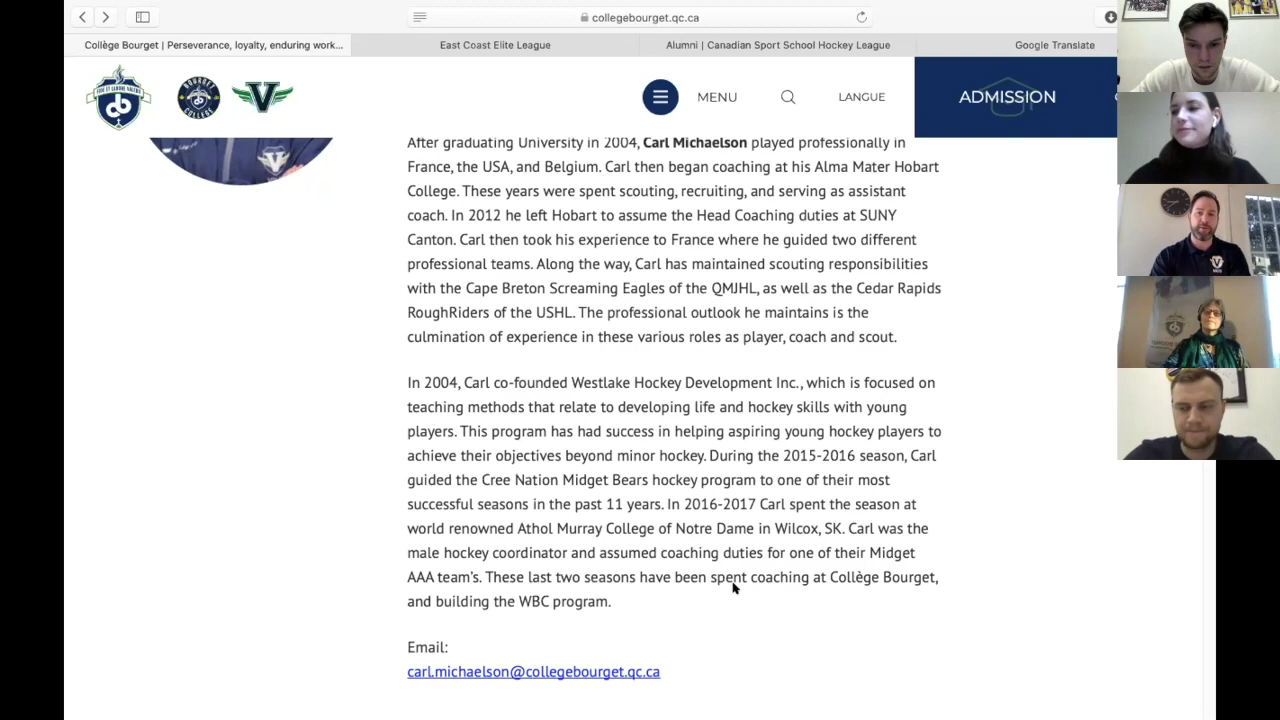 collegebourget.qc.ca
Collège Bourget | Perseverance, loyalty, enduring work...
East Coast Elite League
Alumni | Canadian Sport School Hockey League
Google Translate
MENU
LANGUE
ADMISSION
After graduating University in 2004, Carl Michaelson played professionally in
France, the USA, and Belgium. Carl then began coaching at his Alma Mater Hobart
College. These years were spent scouting, recruiting, and serving as assistant
coach. In 2012 he left Hobart to assume the Head Coaching duties at SUNY
Canton. Carl then took his experience to France where he guided two different
professional teams. Along the way, Carl has maintained scouting responsibilities
with the Cape Breton Screaming Eagles of the QMJHL, as well as the Cedar Rapids
RoughRiders of the USHL. The professional outlook he maintains is the
culmination of experience in these various roles as player, coach and scout.
In 2004, Carl co-founded Westlake Hockey Development Inc., which is focused on
teaching methods that relate to developing life and hockey skills with young
players. This program has had success in helping aspiring young hockey players to
achieve their objectives beyond minor hockey. During the 2015-2016 season, Carl
guided the Cree Nation Midget Bears hockey program to one of their most
successful seasons in the past 11 years. In 2016-2017 Carl spent the season at
world renowned Athol Murray College of Notre Dame in Wilcox, SK. Carl was the
male hockey coordinator and assumed coaching duties for one of their Midget
AAA team's. These last two seasons have been spent coaching at Collège Bourget,
and building the WBC program.
Email:
carl.michaelson@collegebourget.qc.ca